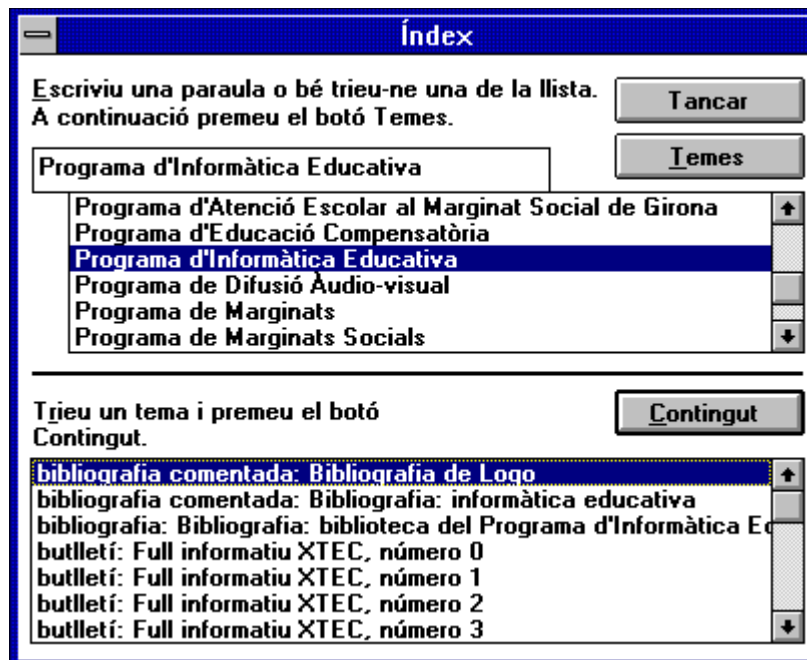 Índex
Escriviu una paraula o bé trieu-ne una de la llista.
A continuació premeu el botó Temes.
Tancar
Temes
Programa d'Informàtica Educativa
Programa d'Atenció Escolar al Marginat Social de Girona
Programa d'Educació Compensatòria
Programa d'Informàtica Educativa
Programa de Difusió Àudio-visual
Programa de Marginats
Programa de Marginats Socials
Trieu un tema i premeu el botó
Contingut.
Contingut
bibliografia comentada: Bibliografia de Logo
bibliografia comentada: Bibliografia: informàtica educativa
bibliografia: Bibliografia: biblioteca del Programa d'Informàtica Ed
butlletí: Full informatiu XTEC, número 0
butlletí: Full informatiu XTEC, número 1
butlletí: Full informatiu XTEC, número 2
butlletí: Full informatiu XTEC, número 3